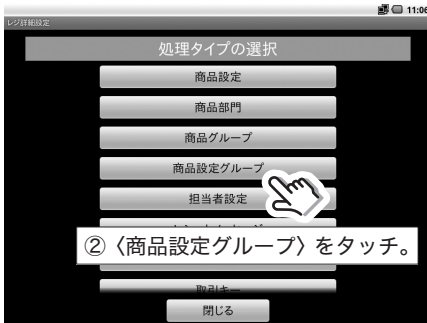 11:06
レジ詳細設定
処理タイプの選択
商品設定
商品部門
商品グループ
商品設定グループ
担当者設定
②〈商品設定グループ〉をタッチ。
取引キー
閉じる